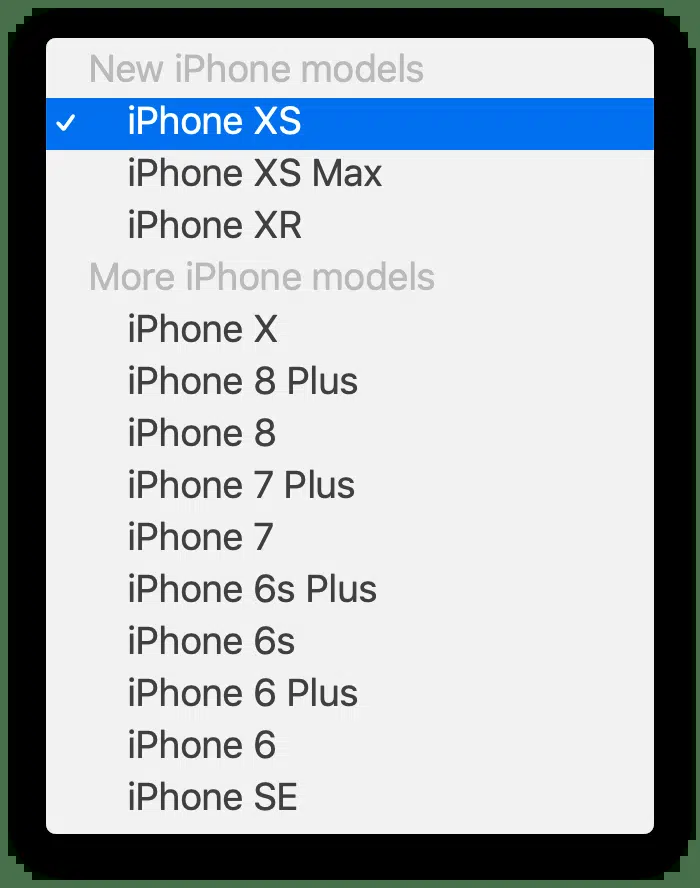 New iPhone models
iPhone XS
iPhone XS Max
iPhone XR
More iPhone models
iPhone X
iPhone 8 Plus
iPhone 8
iPhone 7 Plus
iPhone 7
iPhone 6s Plus
iPhone 6s
iPhone 6 Plus
iPhone 6
iPhone SE